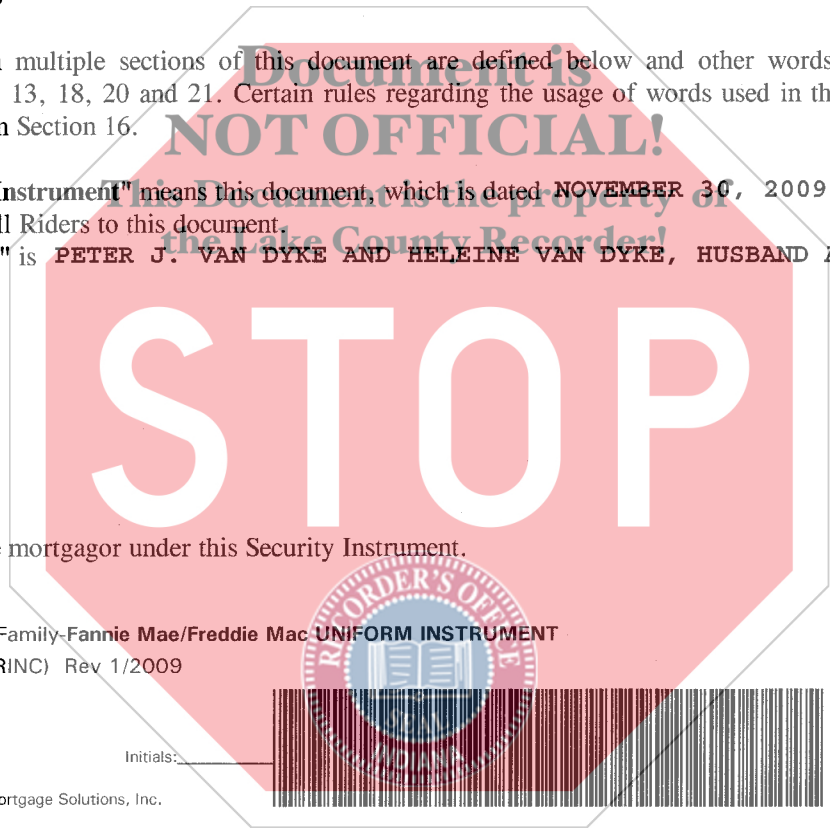 multiple sections of this document are defined below and other words
13, 18, 20 and 21. Certain rules regarding the usage of words used in th
n Section 16.
Document is
NOT OFFICIAL!
This Document is the property of
the Lake County Recorder!
nstrument" means this document, which is dated NOVEMBER 30, 2009
ll Riders to this document.
" is PETER J. VAN DYKE AND HELEINE VAN DYKE, HUSBAND A
STOP
e mortgagor under this Security Instrument.
RECORDER'S OFFICE
SEAL
INDIANA
Family-Fannie Mae/Freddie Mac UNIFORM INSTRUMENT
RINC) Rev 1/2009
Initials:
ortgage Solutions, Inc.